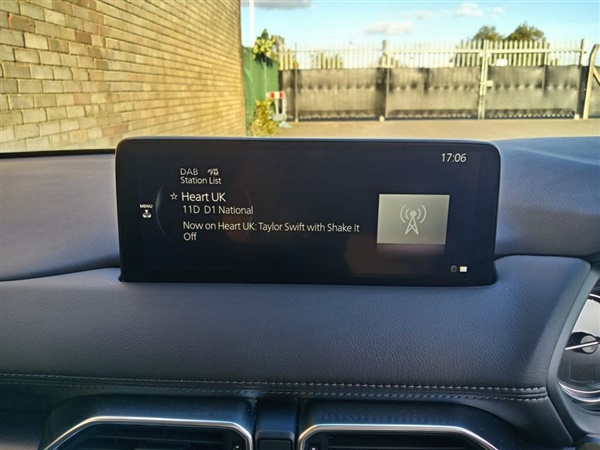 17:06
DAB
Station List
☆ Heart UK
MENU
11D D1 National
Now on Heart UK: Taylor Swift with Shake It
Off